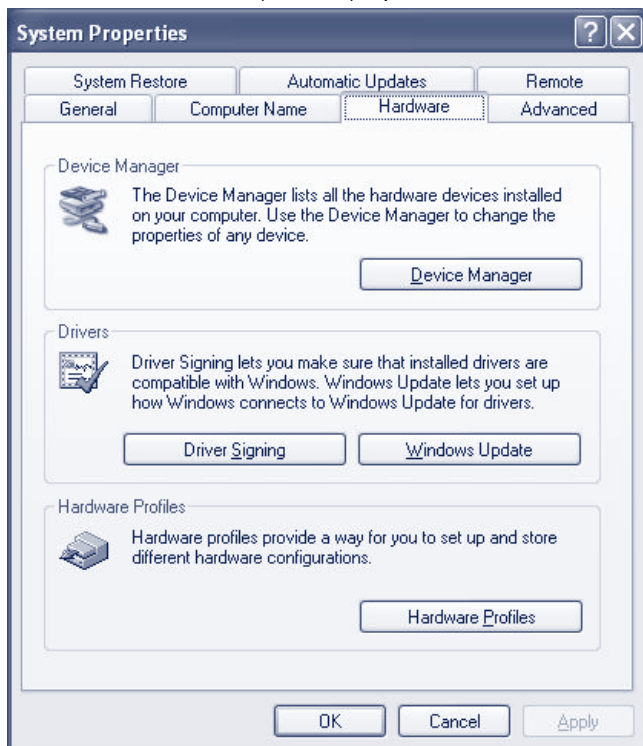 System Properties
System Restore Automatic Updates Remote
General Computer Name Hardware Advanced
Device Manager
The Device Manager lists all the hardware devices installed
on your computer. Use the Device Manager to change the
properties of any device.
Device Manager
Drivers
Driver Signing lets you make sure that installed drivers are
compatible with Windows. Windows Update lets you set up
how Windows connects to Windows Update for drivers.
Driver Signing Windows Update
Hardware Profiles
Hardware profiles provide a way for you to set up and store
different hardware configurations.
Hardware Profiles
OK Cancel Apply